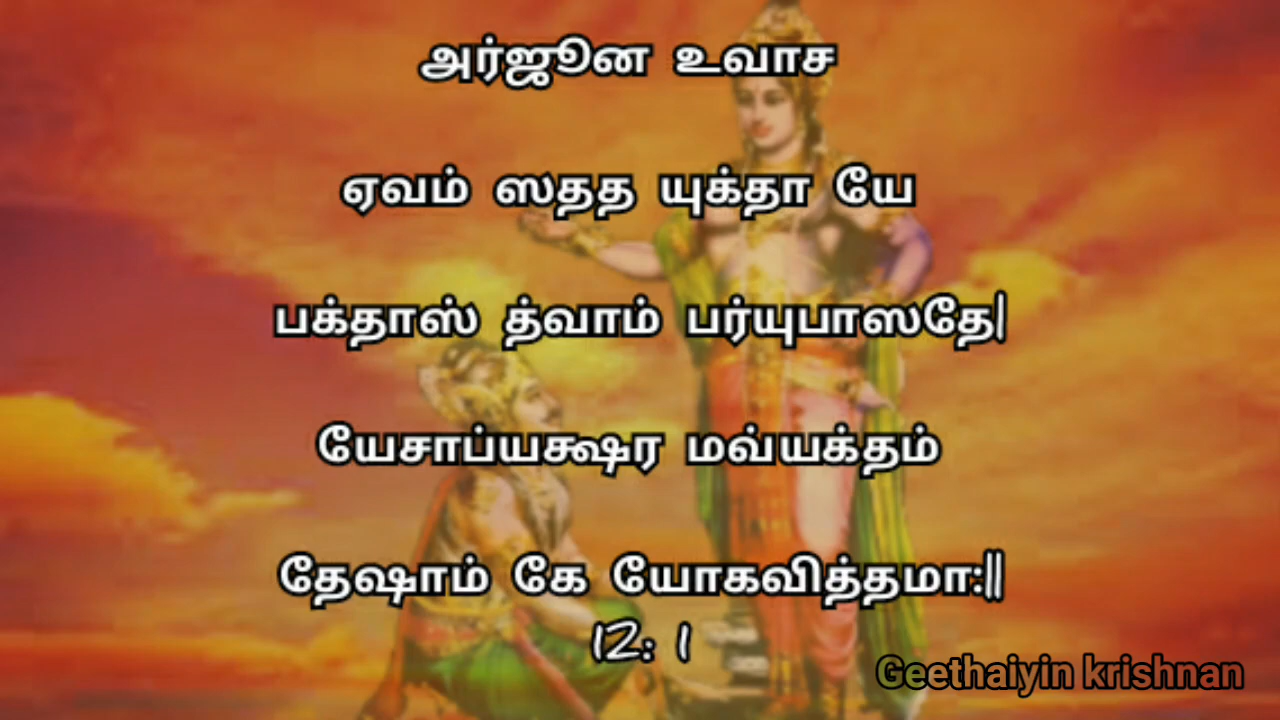 அர்ஜூன உவாச
ஏவம் ஸதத யுக்தா யே
பக்தாஸ் த்வாம் பர்யுபாஸதே|
யேசாப்யக்ஷர மவ்யக்தம்
தேஷாம் கே யோகவித்தமா:||
12: 1
Geethaiyin krishnan